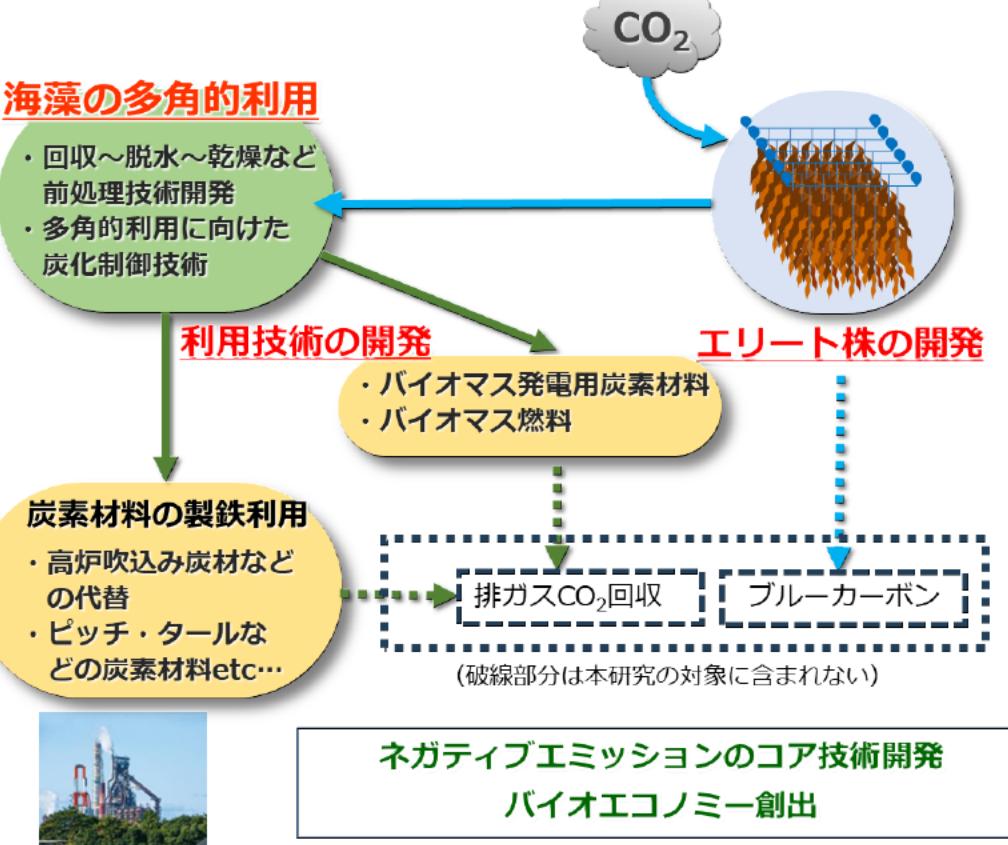 CO₂
海藻の多角的利用
・回収～脱水～乾燥など
前処理技術開発
・多角的利用に向けた
炭化制御技術
利用技術の開発
エリート株の開発
・バイオマス発電用炭素材料
・バイオマス燃料
炭素材料の製鉄利用
・高炉吹込み炭材など
の代替
・ピッチ・タールな
どの炭素材料etc…
排ガスCO₂回収
ブルーカーボン
(破線部分は本研究の対象に含まれない)
ネガティブエミッションのコア技術開発
バイオエコノミー創出